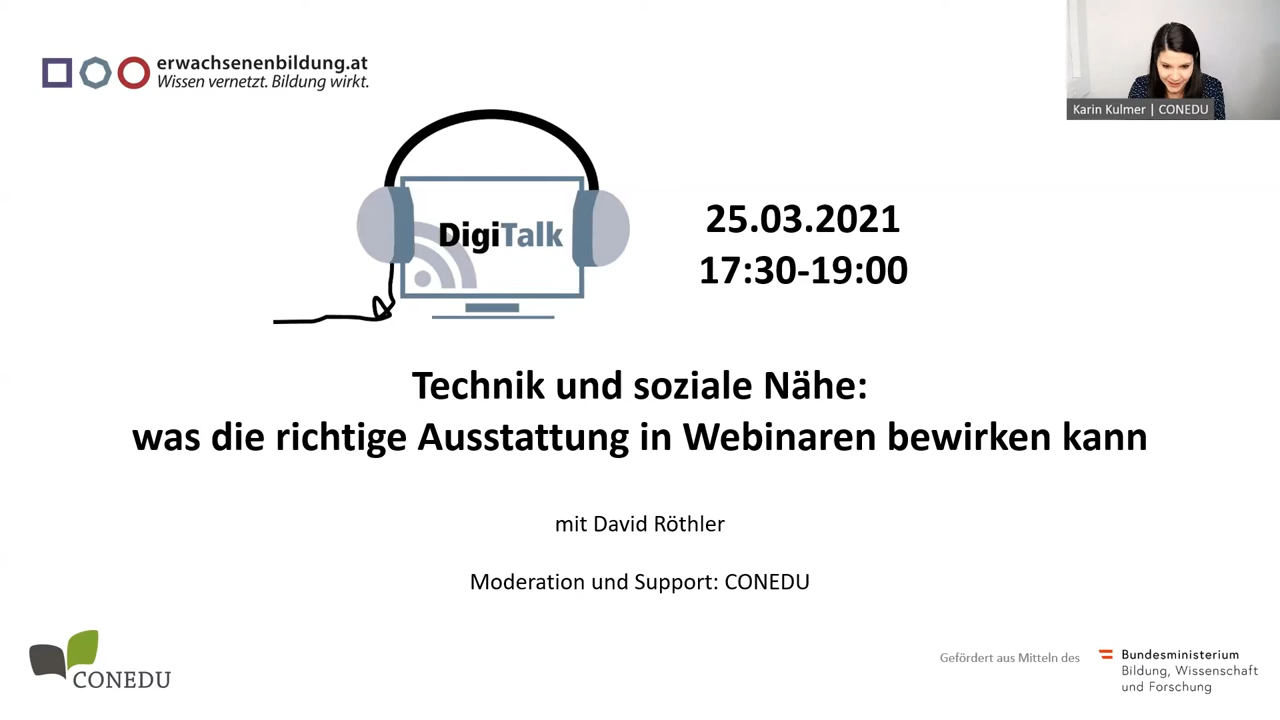 erwachsenenbildung.at
Wissen vernetzt. Bildung wirkt.
Karin Kulmer | CONEDU
DigiTalk
25.03.2021
17:30-19:00
Technik und soziale Nähe:
was die richtige Ausstattung in Webinaren bewirken kann
mit David Röthler
Moderation und Support: CONEDU
CONEDU
Gefördert aus Mitteln des
Bundesministerium
Bildung, Wissenschaft
und Forschung